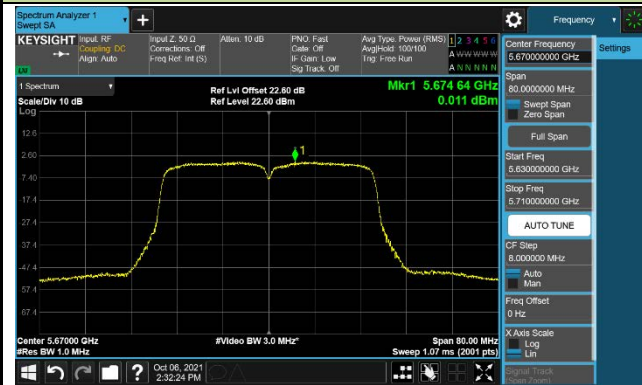 Spectrum Analyzer 1
Swept SA
Frequency
KEYSIGHT
Input: RF
Coupling: DC
Align: Auto
Input Z: 50 Ω
Corrections: Off
Freq Ref: Int (S)
Atten: 10 dB
PNO: Fast
Gate: Off
IF Gain: Low
Sig Track: Off
Avg Type: Power (RMS)
Avg|Hold: 100/100
Trig: Free Run
1 2 3 4 5 6
A W W W W W
A N N N N N
LM
1 Spectrum
Scale/Div 10 dB
Log
Ref Lvl Offset 22.60 dB
Ref Level 22.60 dBm
Mkr1 5.674 64 GHz
0.011 dBm
12.6
2.60
-7.40
-17.4
-27.4
-37.4
-47.4
-57.4
-67.4
1
Center 5.67000 GHz
#Res BW 1.0 MHz
#Video BW 3.0 MHz*
Span 80.00 MHz
Sweep 1.07 ms (2001 pts)
Oct 06, 2021
2:32:24 PM
Center Frequency
5.670000000 GHz
Settings
Span
80.0000000 MHz
Swept Span
Zero Span
Full Span
Start Freq
5.630000000 GHz
Stop Freq
5.710000000 GHz
AUTO TUNE
CF Step
8.000000 MHz
Auto
Man
Freq Offset
0 Hz
X Axis Scale
Log
Lin
Signal Track
(Span Zoom)